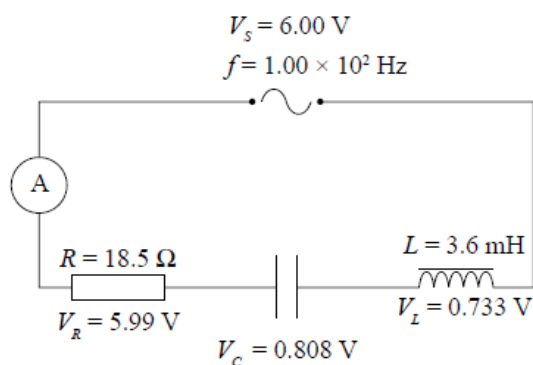 V_S = 6.00 V
f = 1.00 × 10² Hz
A
R = 18.5 Ω
L = 3.6 mH
V_R = 5.99 V
V_L = 0.733 V
V_C = 0.808 V